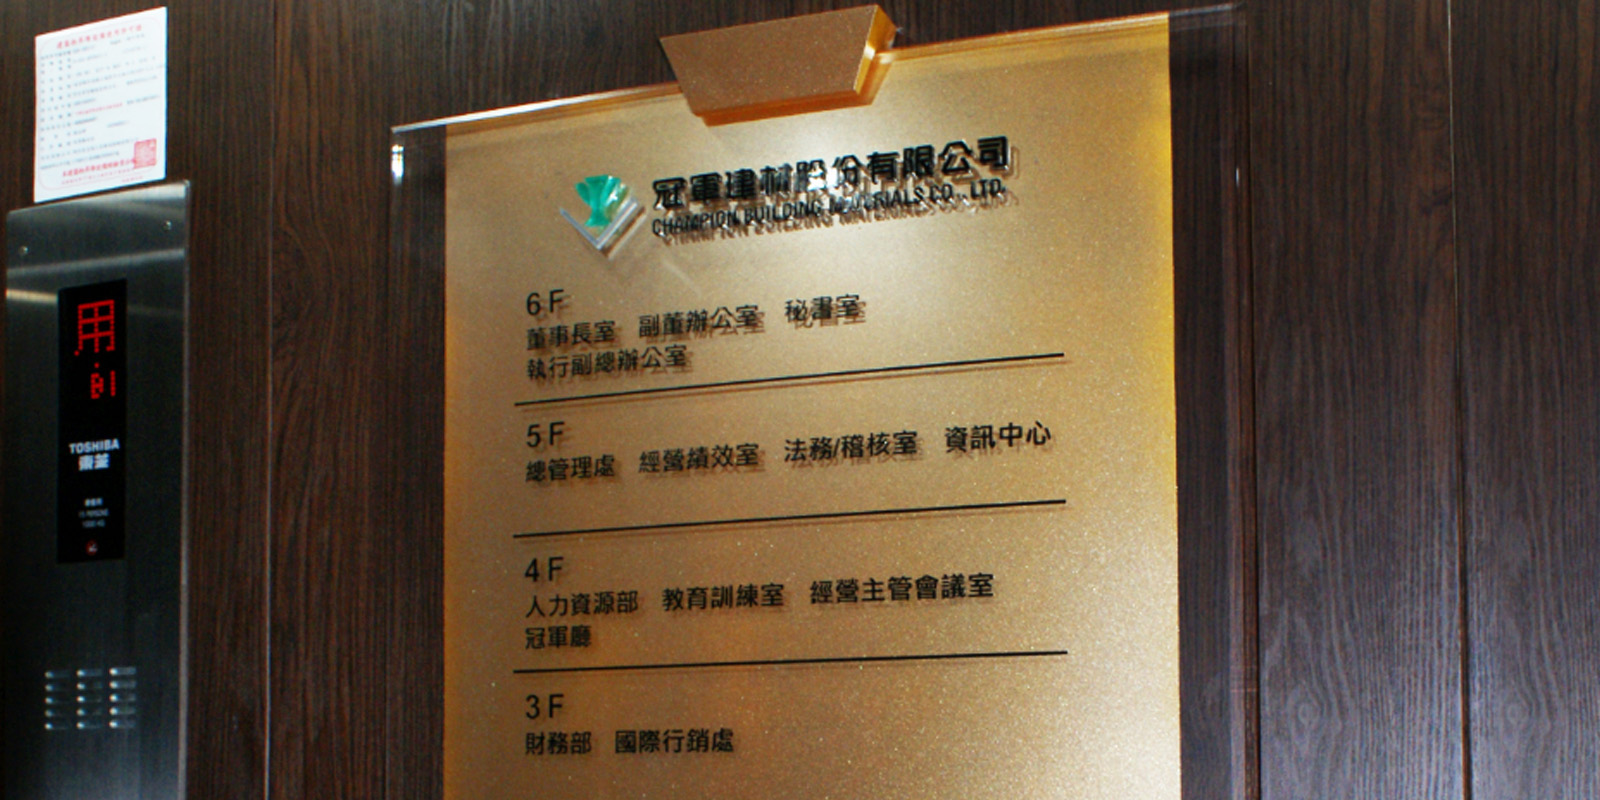 冠軍建材股份有限公司
CHAMPION BUILDING MATERIALS CO., LTD.
6F
董事長室 副董辦公室 秘書室
執行副總辦公室
5F
總管理處 經營績效室 法務/稽核室 資訊中心
4F
人力資源部 教育訓練室 經營主管會議室
冠軍廳
3F
財務部 國際行銷處
B1
TOSHIBA